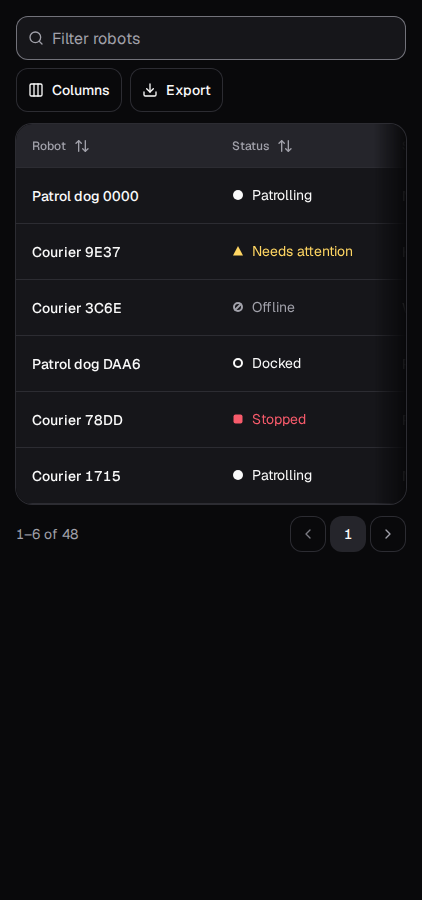 Filter robots
Columns Export
Robot Status
Patrol dog 0000 Patrolling
Courier 9E37 Needs attention
Courier 3C6E Offline
Patrol dog DAA6 Docked
Courier 78DD Stopped
Courier 1715 Patrolling
1–6 of 48 1